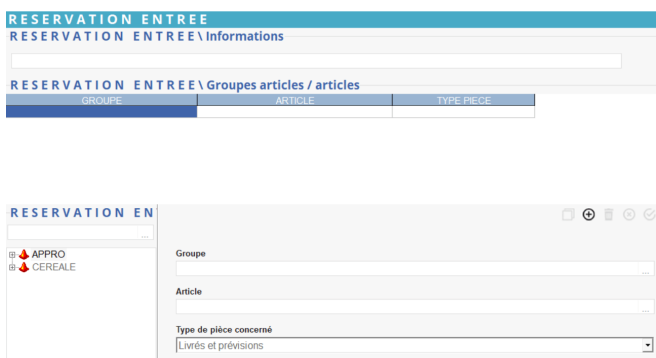 RESERVATION ENTREE
RESERVATION ENTREE\Informations
RESERVATION ENTREE\Groupes articles / articles
GROUPE ARTICLE TYPE PIECE
RESERVATION EN
...
APPRO
CEREALE
Groupe
...
Article
...
Type de pièce concerné
Livrés et prévisions